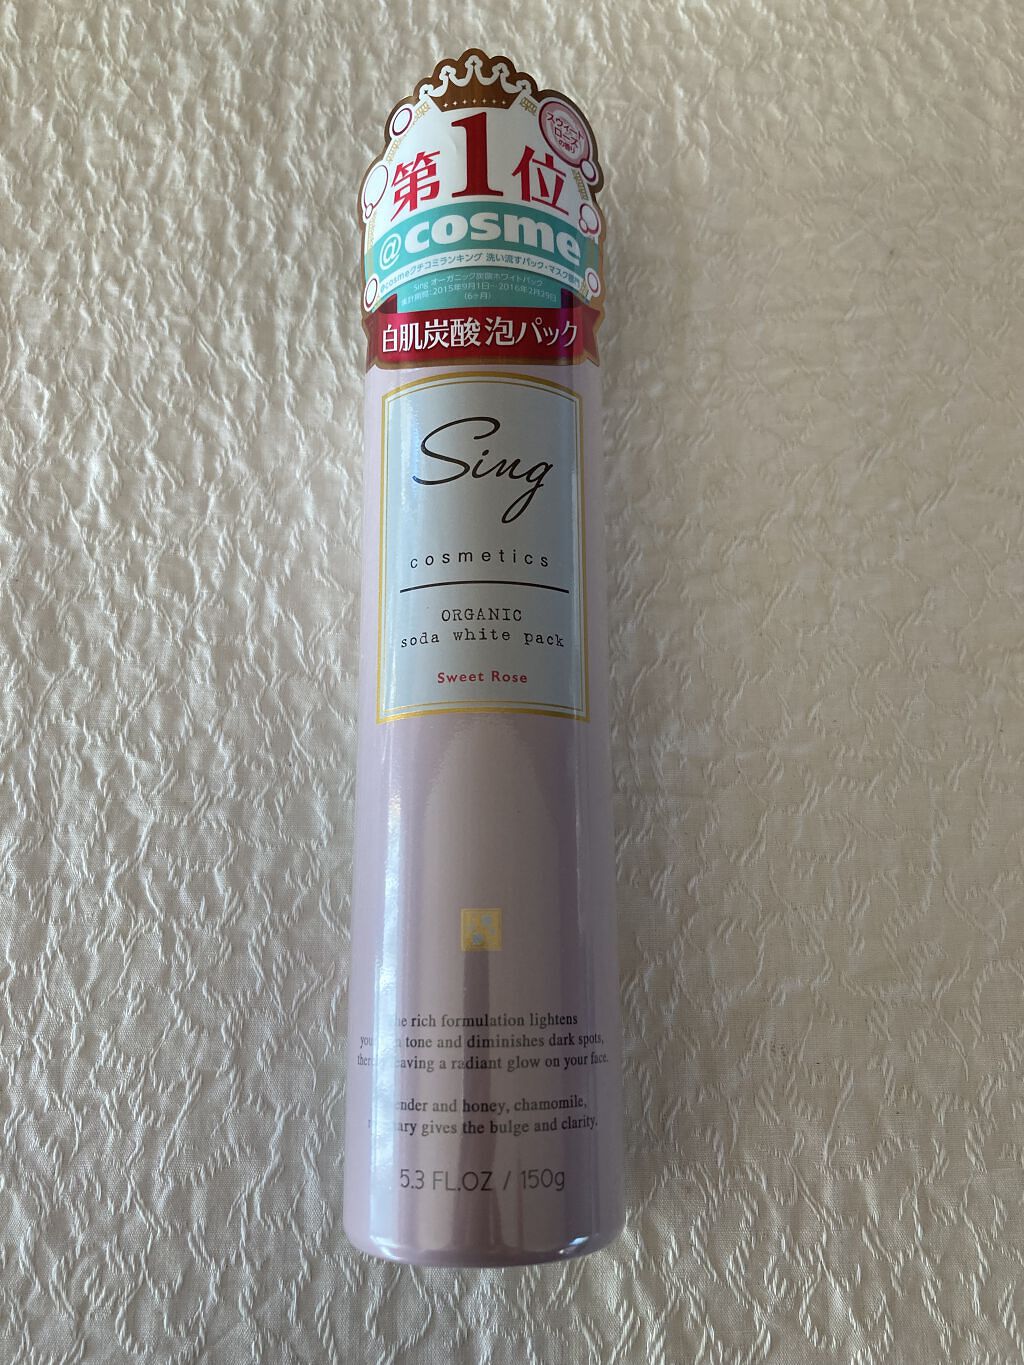 スウィート
ローズ
の香り
第1位
@cosme
@cosmeクチコミランキング 洗い流すパック・マスク部門
Sing オーガニック炭酸ホワイトパック
集計期間:2015年9月1日～2016年2月29日
(6ヶ月)
白肌炭酸泡パック
Sing
cosmetics
ORGANIC
soda white pack
Sweet Rose
rich formulation lightens
tone and diminishes dark spots,
a radiant glow on your face.
and honey, chamomile,
gives the bulge and clarity.
5.3 FL.OZ / 150g